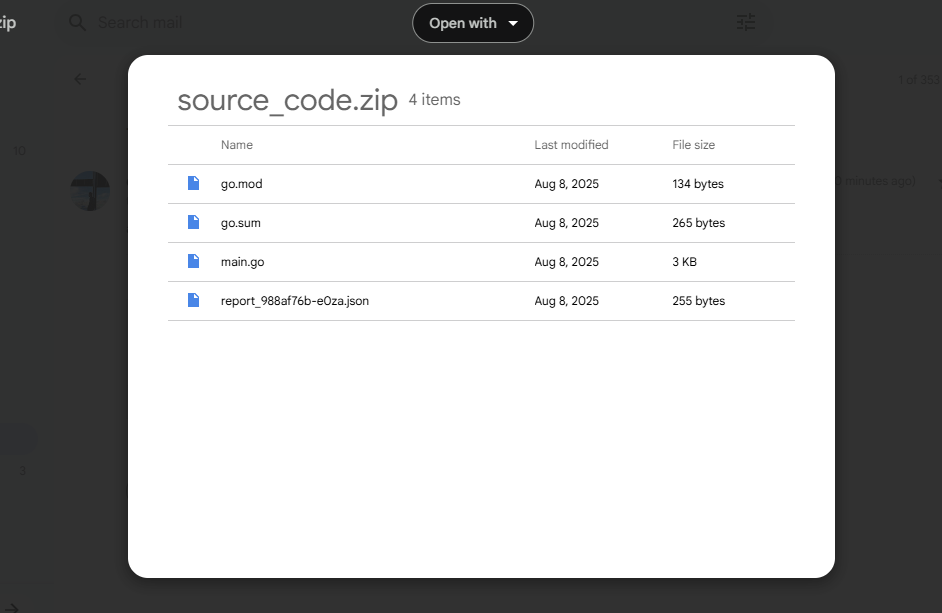 zip
Search mail
Open with
1 of 353
source_code.zip 4 items
Name Last modified File size
10
go.mod Aug 8, 2025 134 bytes
minutes ago)
go.sum Aug 8, 2025 265 bytes
main.go Aug 8, 2025 3 KB
report_988af76b-e0za.json Aug 8, 2025 255 bytes
3